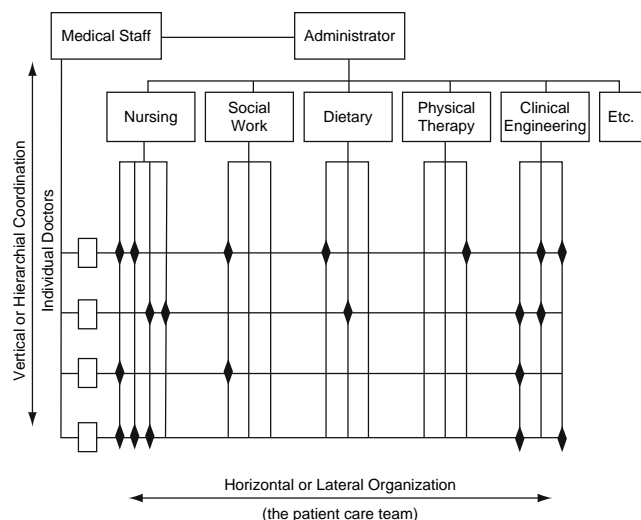 Medical Staff
Administrator
Nursing
Social
Work
Dietary
Physical
Therapy
Clinical
Engineering
Etc.
Vertical or Hierarchial Coordination
Individual Doctors
Horizontal or Lateral Organization
(the patient care team)